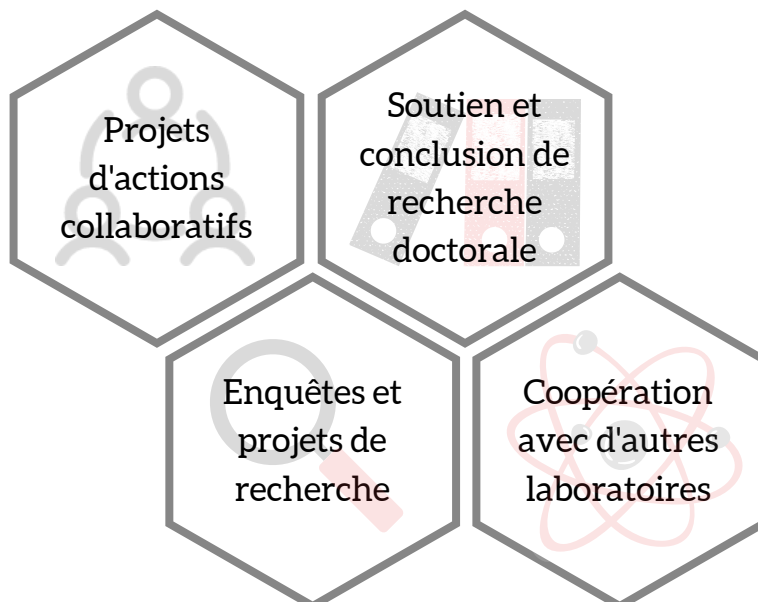 Projets
d'actions
collaboratifs
Soutien et
conclusion de
recherche
doctorale
Enquêtes et
projets de
recherche
Coopération
avec d'autres
laboratoires